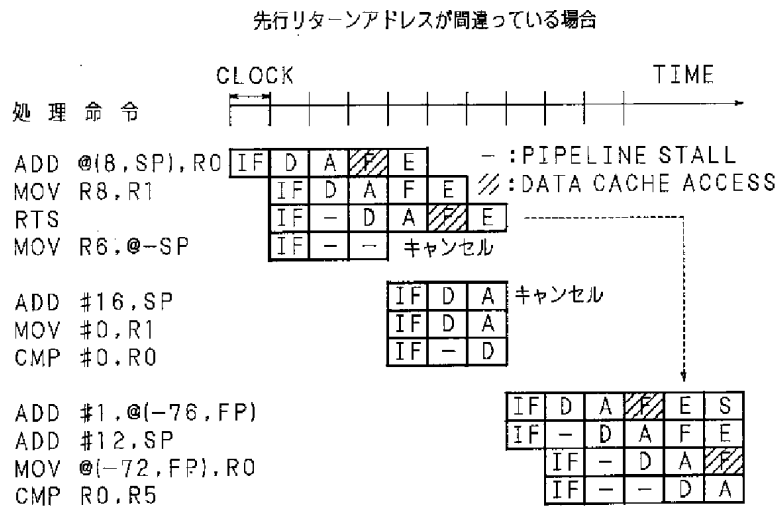 先行リターンアドレスが間違っている場合
CLOCK TIME
処理命令
ADD @(8,SP),R0 IF D A F E - :PIPELINE STALL
MOV R8,R1 IF D A F E ⫽ :DATA CACHE ACCESS
RTS IF - D A F E
MOV R6,@-SP IF - - キャンセル
ADD #16,SP IF D A キャンセル
MOV #0,R1 IF D A
CMP #0,R0 IF - D
ADD #1,@(-76,FP) IF D A F E S
ADD #12,SP IF - D A F E
MOV @(-72,FP),R0 IF - D A F
CMP R0,R5 IF - - D A